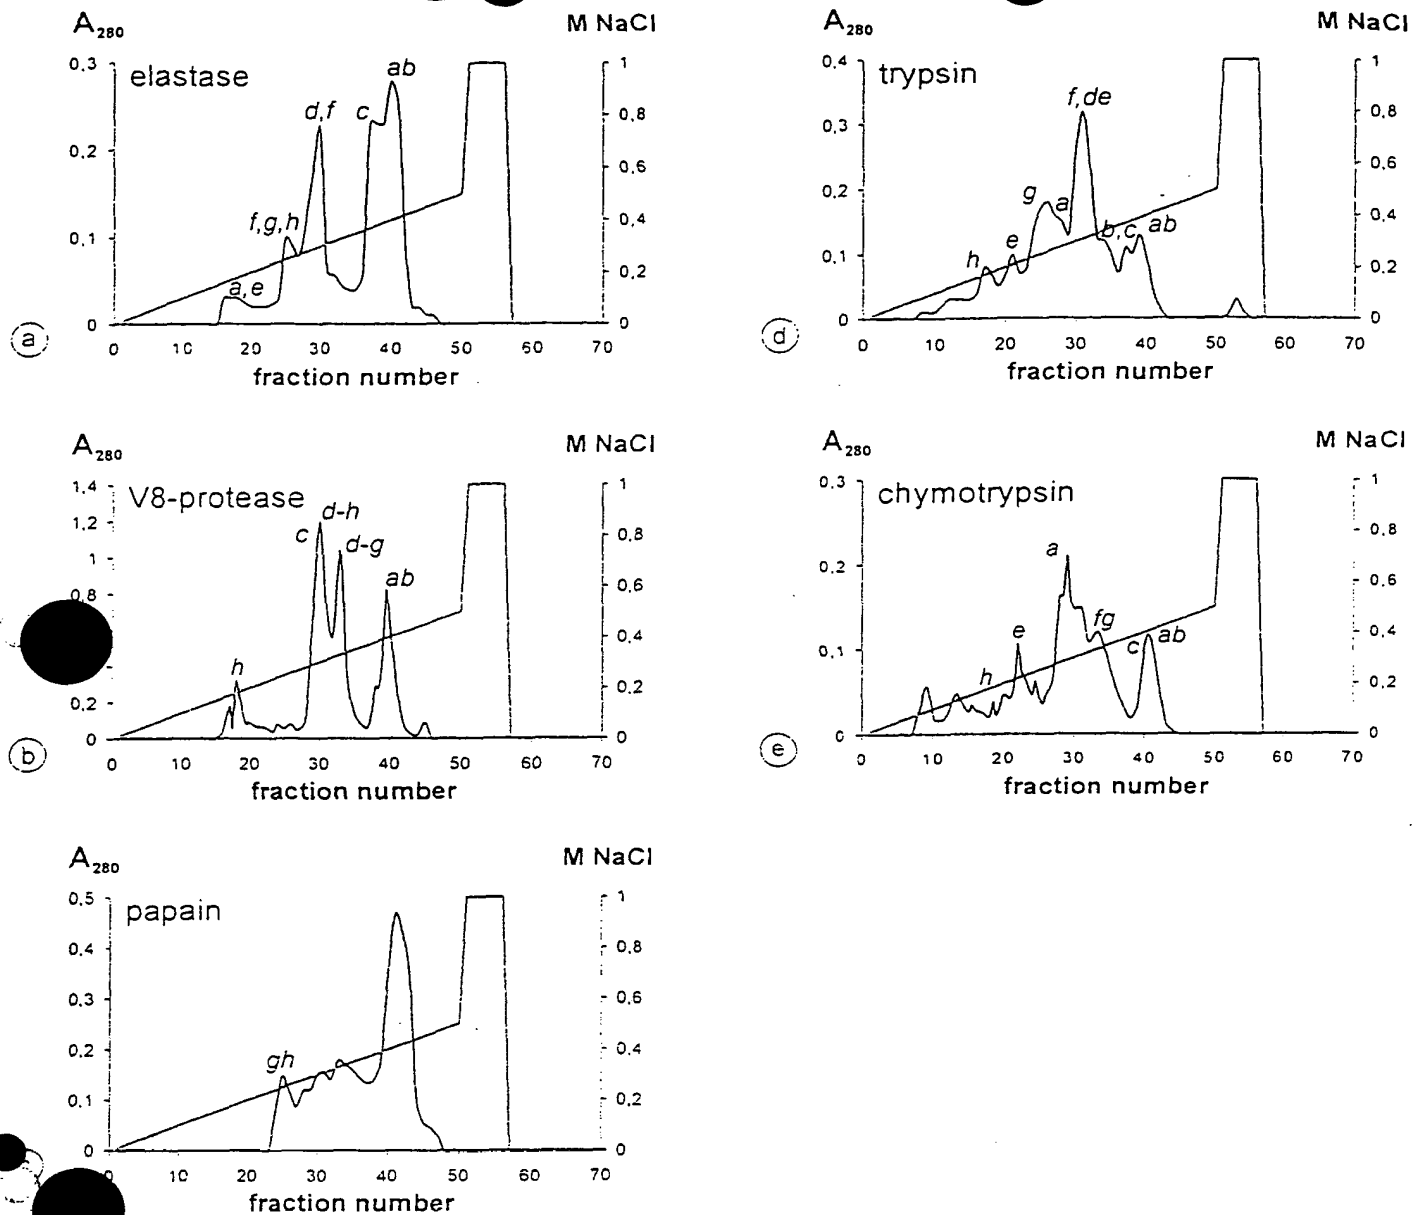 A280 M NaCl
elastase
0,3
0,2
0,1
0
1
0,8
0,6
0,4
0,2
0
a,e
f,g,h
d,f
c
ab
0 10 20 30 40 50 60 70
fraction number
a
A280 M NaCl
trypsin
0,4
0,3
0,2
0,1
0
1
0,8
0,6
0,4
0,2
0
h
e
g
a
f,de
b,c
ab
0 10 20 30 40 50 60 70
fraction number
d
A280 M NaCl
V8-protease
1,4
1,2
1
0,8
0,2
0
1
0,8
0,6
0,4
0,2
0
h
c
d-h
d-g
ab
0 10 20 30 40 50 60 70
fraction number
b
A280 M NaCl
chymotrypsin
0,3
0,2
0,1
0
1
0,8
0,6
0,4
0,2
0
h
e
a
fg
c
ab
0 10 20 30 40 50 60 70
fraction number
e
A280 M NaCl
papain
0,5
0,4
0,3
0,2
0,1
0
1
0,8
0,6
0,4
0,2
0
gh
0 10 20 30 40 50 60 70
fraction number